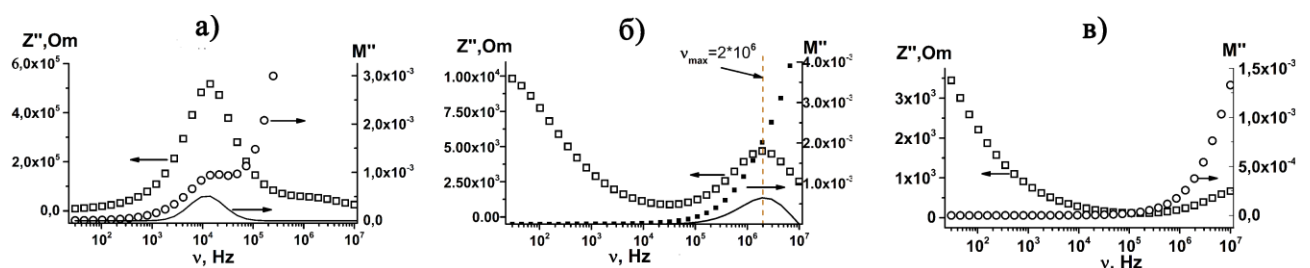 а)
Z'',Om
M''
6,0x10⁵
4,0x10⁵
2,0x10⁵
0,0
3,0x10⁻³
2,0x10⁻³
1,0x10⁻³
0,0
10² 10³ 10⁴ 10⁵ 10⁶ 10⁷
ν, Hz
б)
Z'',Om
M''
νmax=2*10⁶
1.00x10⁴
7.50x10³
5.00x10³
2.50x10³
0.00
4.0x10⁻³
3.0x10⁻³
2.0x10⁻³
1.0x10⁻³
10² 10³ 10⁴ 10⁵ 10⁶ 10⁷
ν, Hz
в)
Z'',Om
M''
3x10³
2x10³
1x10³
0
1,5x10⁻³
1,0x10⁻³
5,0x10⁻⁴
0,0
10² 10³ 10⁴ 10⁵ 10⁶ 10⁷
ν, Hz